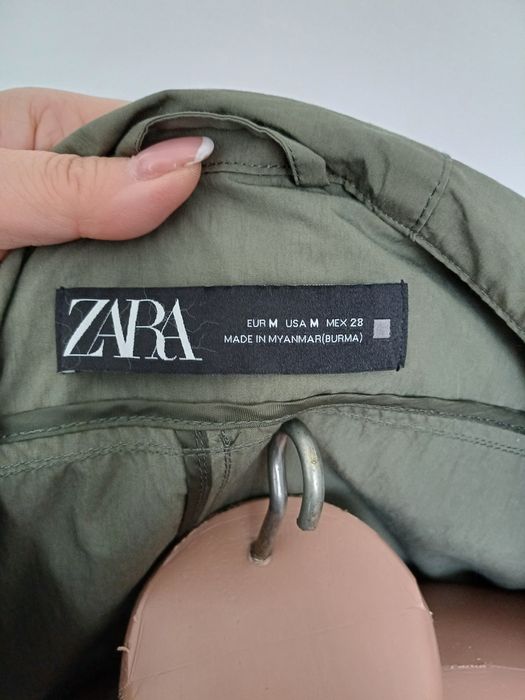 ZARA
EUR M USA M MEX 28
MADE IN MYANMAR(BURMA)